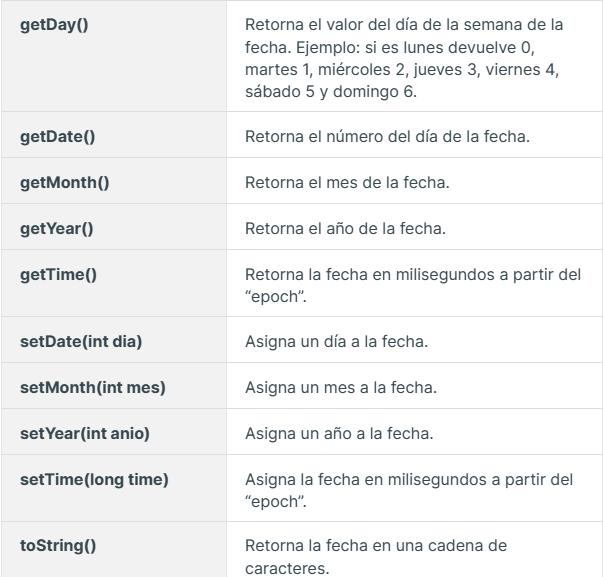 getDay()
Retorna el valor del día de la semana de la
fecha. Ejemplo: si es lunes devuelve 0,
martes 1, miércoles 2, jueves 3, viernes 4,
sábado 5 y domingo 6.
getDate()
Retorna el número del día de la fecha.
getMonth()
Retorna el mes de la fecha.
getYear()
Retorna el año de la fecha.
getTime()
Retorna la fecha en milisegundos a partir del
“epoch”.
setDate(int dia)
Asigna un día a la fecha.
setMonth(int mes)
Asigna un mes a la fecha.
setYear(int anio)
Asigna un año a la fecha.
setTime(long time)
Asigna la fecha en milisegundos a partir del
“epoch”.
toString()
Retorna la fecha en una cadena de
caracteres.